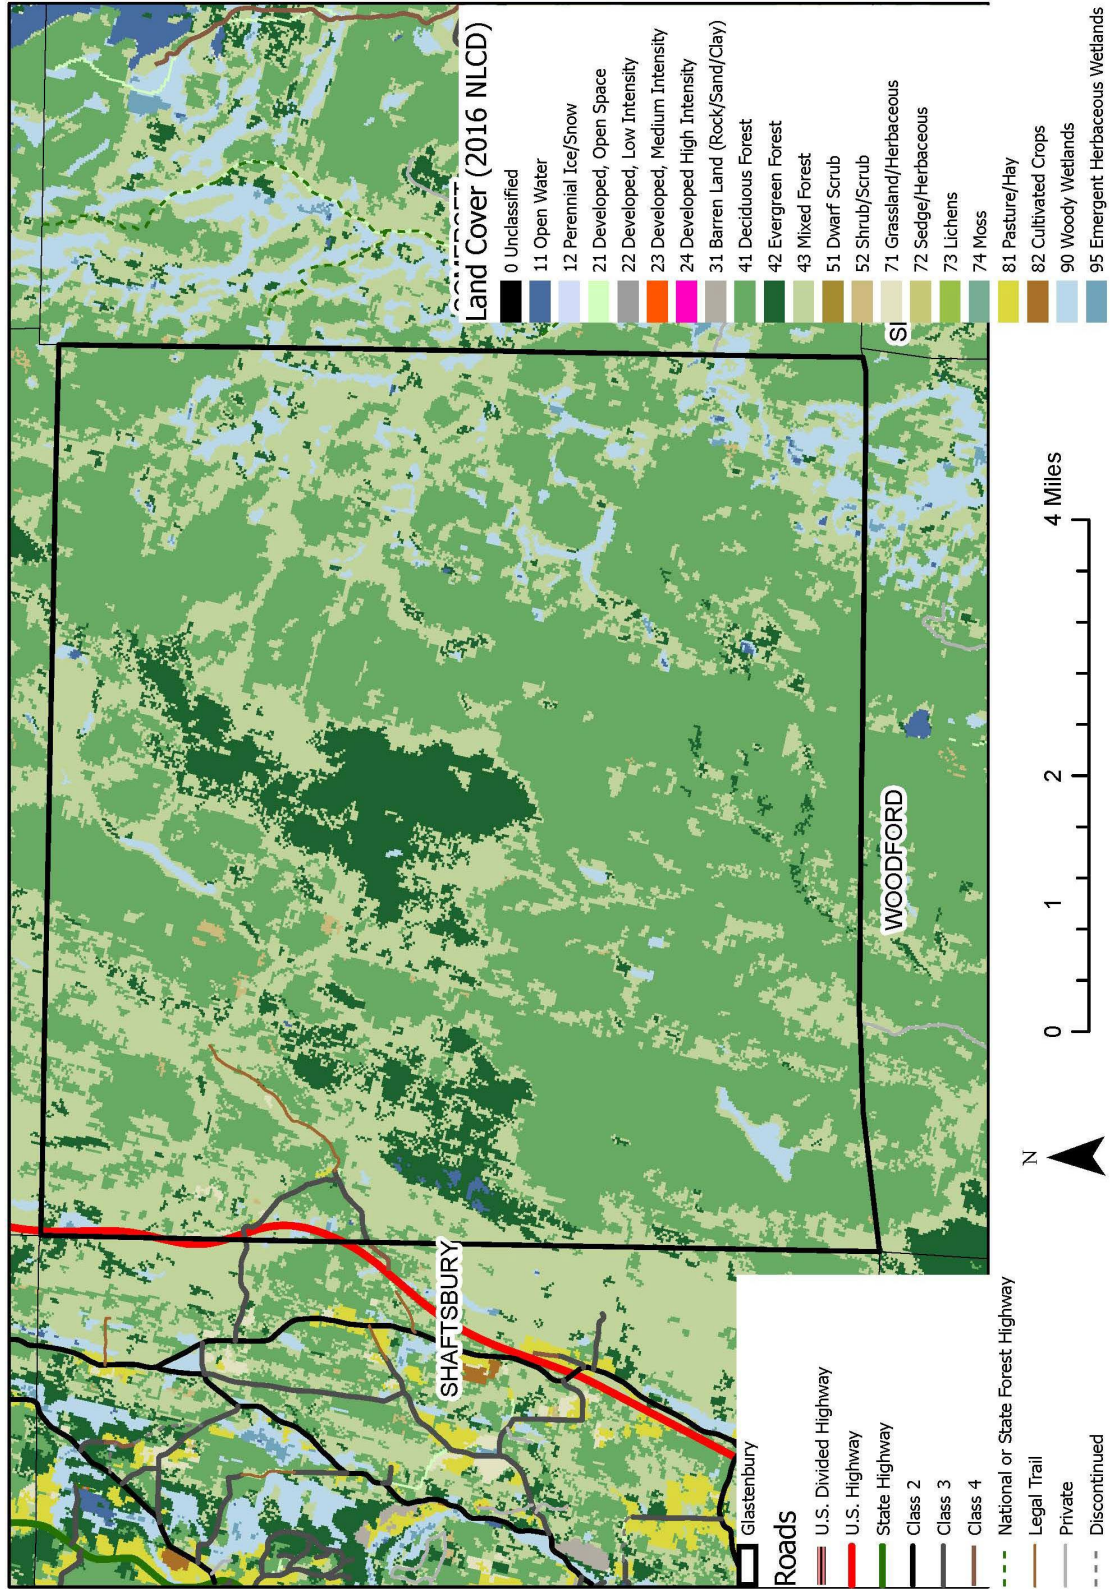 SOMERSET
Land Cover (2016 NLCD)
0 Unclassified
11 Open Water
12 Perennial Ice/Snow
21 Developed, Open Space
22 Developed, Low Intensity
23 Developed, Medium Intensity
24 Developed High Intensity
31 Barren Land (Rock/Sand/Clay)
41 Deciduous Forest
42 Evergreen Forest
43 Mixed Forest
51 Dwarf Scrub
52 Shrub/Scrub
71 Grassland/Herbaceous
72 Sedge/Herbaceous
73 Lichens
74 Moss
81 Pasture/Hay
82 Cultivated Crops
90 Woody Wetlands
95 Emergent Herbaceous Wetlands
SHAFTSBURY
WOODFORD
Glastenbury
Roads
U.S. Divided Highway
U.S. Highway
State Highway
Class 2
Class 3
Class 4
National or State Forest Highway
Legal Trail
Private
Discontinued
N
0 1 2 4 Miles